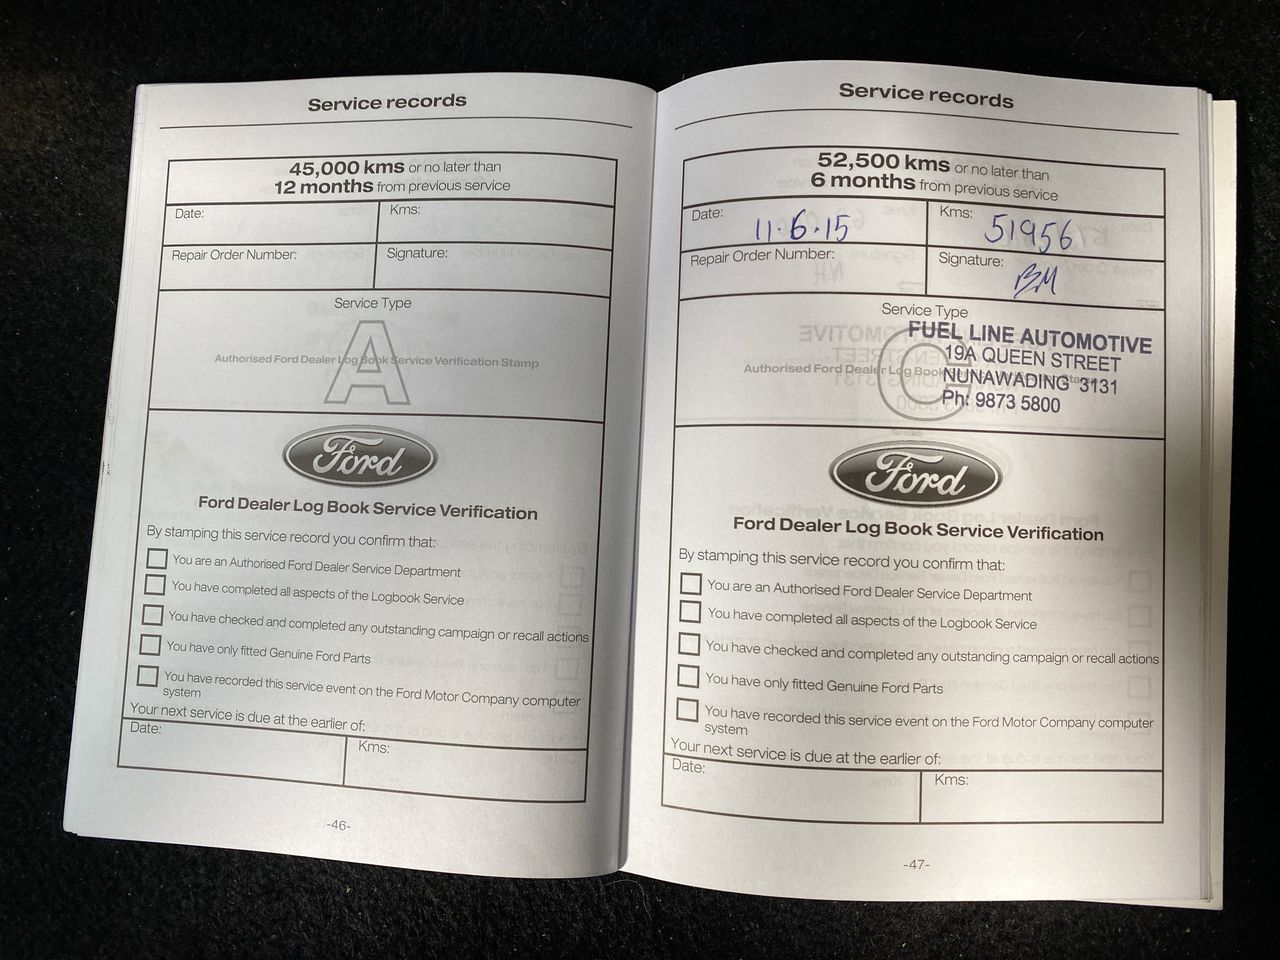 Service records
45,000 kms or no later than
12 months from previous service
Date:
Kms:
Repair Order Number:
Signature:
Service Type
A
Authorised Ford Dealer Log Book Service Verification Stamp
Ford
Ford Dealer Log Book Service Verification
By stamping this service record you confirm that:
You are an Authorised Ford Dealer Service Department
You have completed all aspects of the Logbook Service
You have checked and completed any outstanding campaign or recall actions
You have only fitted Genuine Ford Parts
You have recorded this service event on the Ford Motor Company computer
system
Your next service is due at the earlier of:
Date:
Kms:
-46-
Service records
52,500 kms or no later than
6 months from previous service
Date: 11.6.15
Kms: 51956
Repair Order Number:
Signature: BM
Service Type
C
FUEL LINE AUTOMOTIVE
19A QUEEN STREET
Authorised Ford Dealer Log Book
NUNAWADING 3131
Ph: 9873 5800
Ford
Ford Dealer Log Book Service Verification
By stamping this service record you confirm that:
You are an Authorised Ford Dealer Service Department
You have completed all aspects of the Logbook Service
You have checked and completed any outstanding campaign or recall actions
You have only fitted Genuine Ford Parts
You have recorded this service event on the Ford Motor Company computer
system
Your next service is due at the earlier of:
Date:
Kms:
-47-